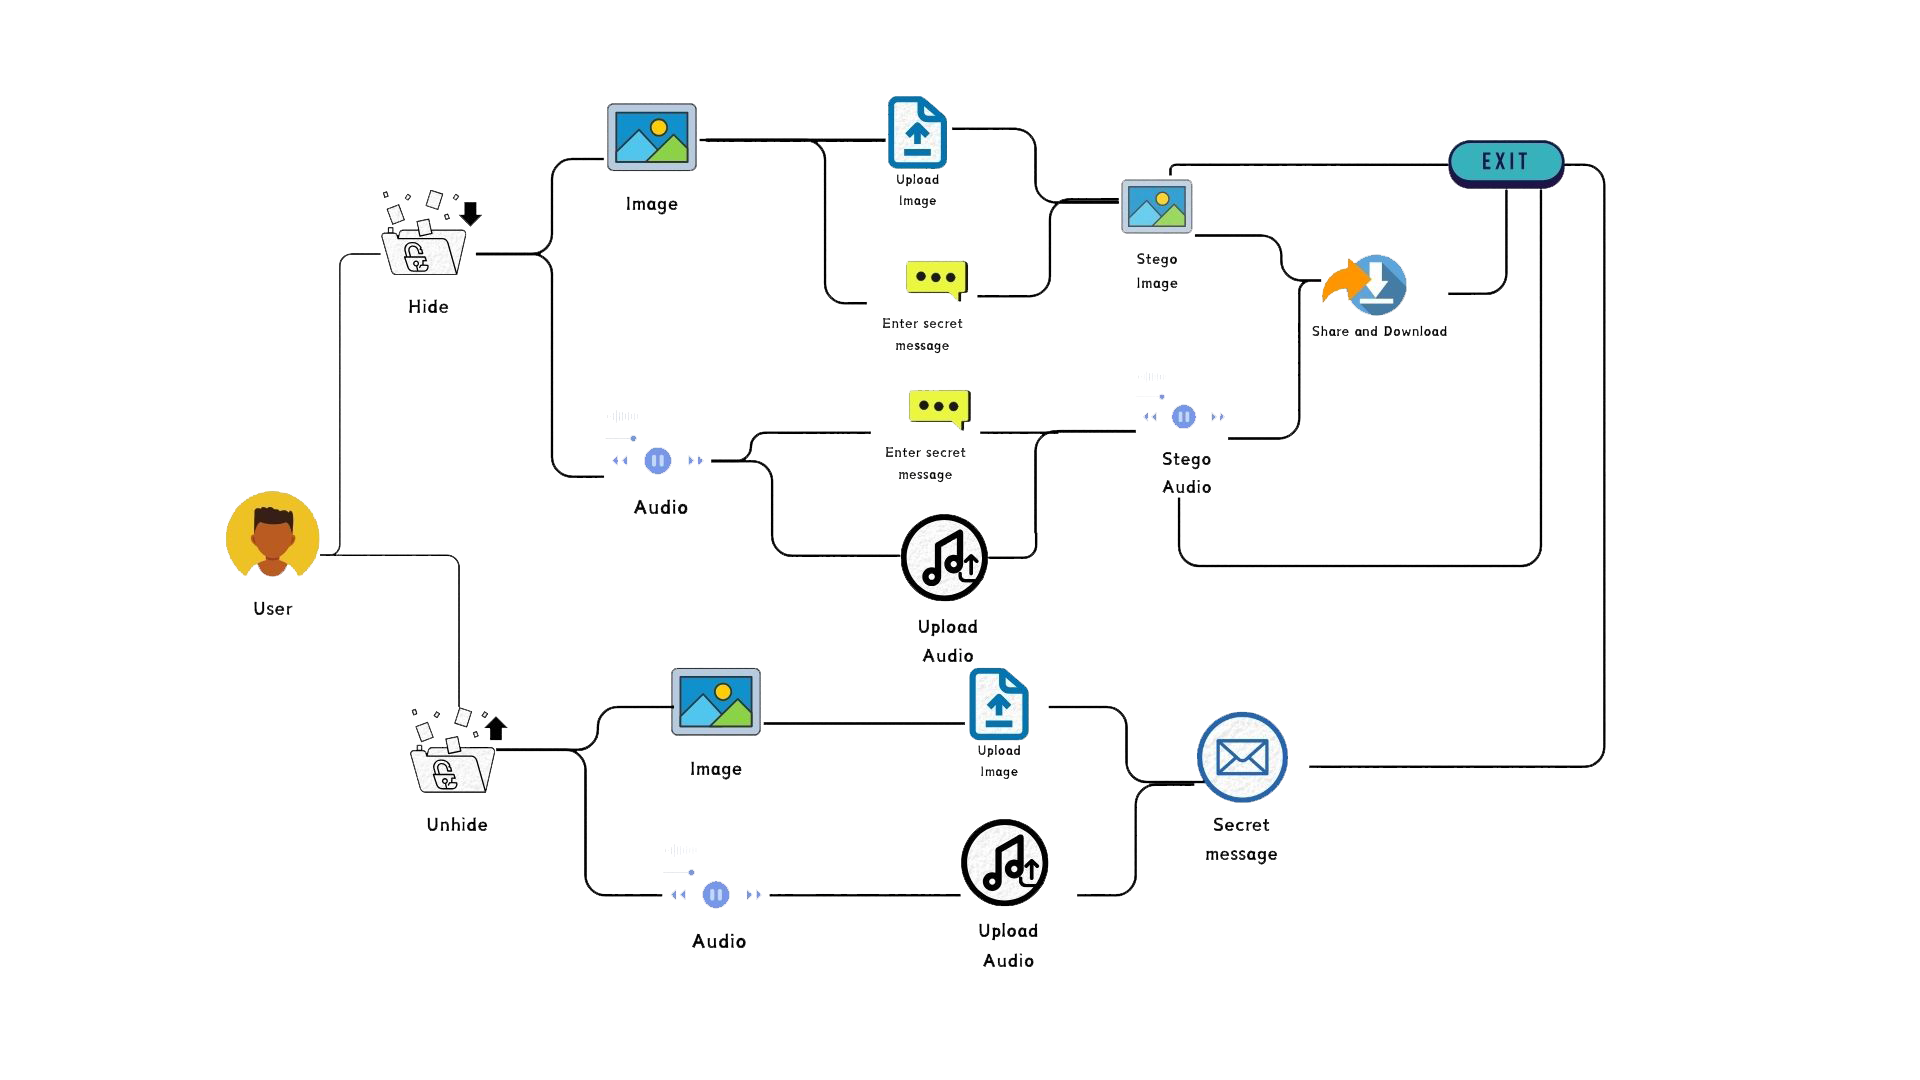 EXIT
Upload
Image
Image
Stego
Image
Hide
Enter secret
message
Share and Download
Enter secret
message
Stego
Audio
Audio
User
Upload
Audio
Upload
Image
Image
Unhide
Secret
message
Upload
Audio
Audio